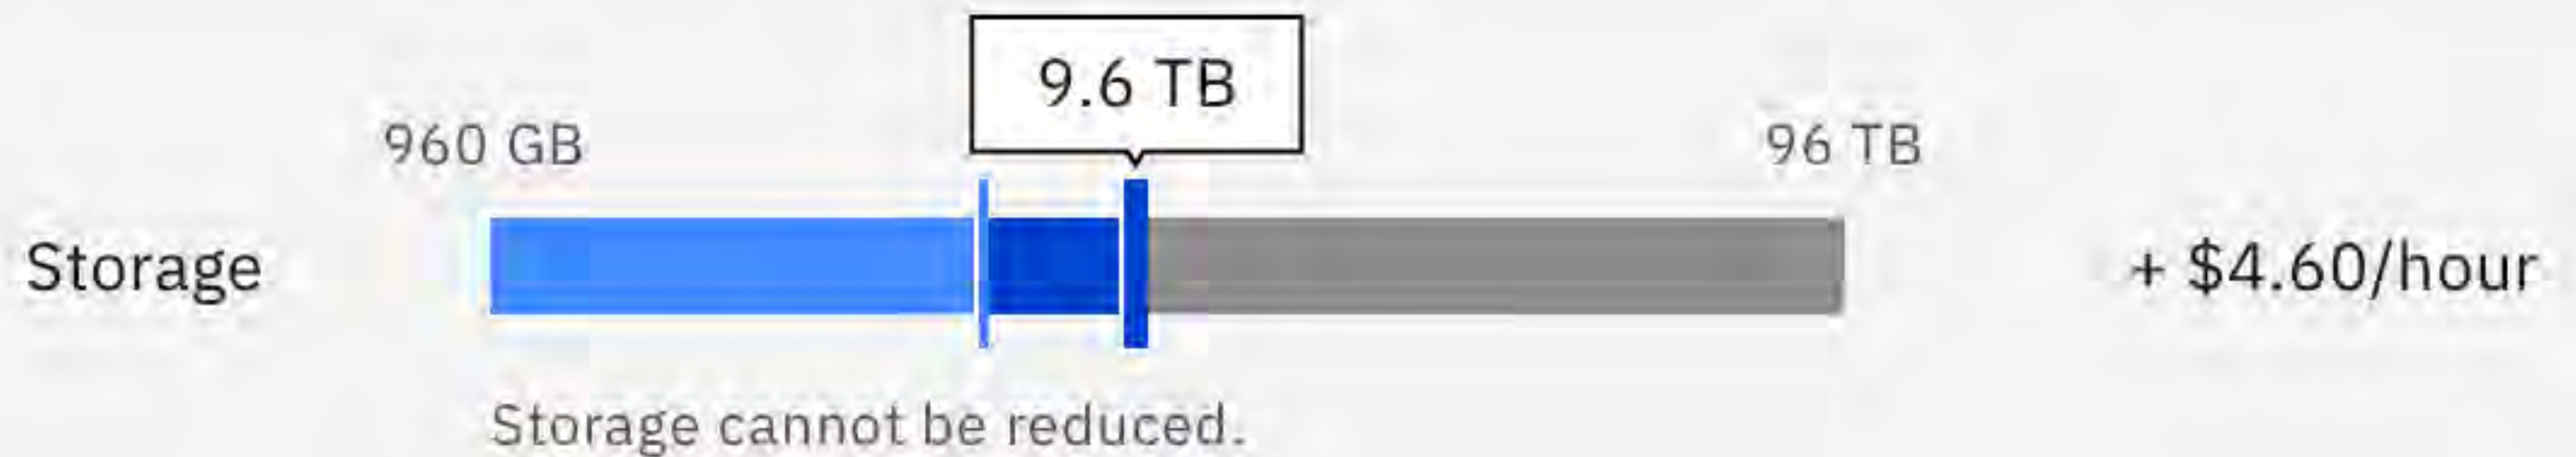 9.6 TB
960 GB
96 TB
Storage
+ $4.60/hour
Storage cannot be reduced.